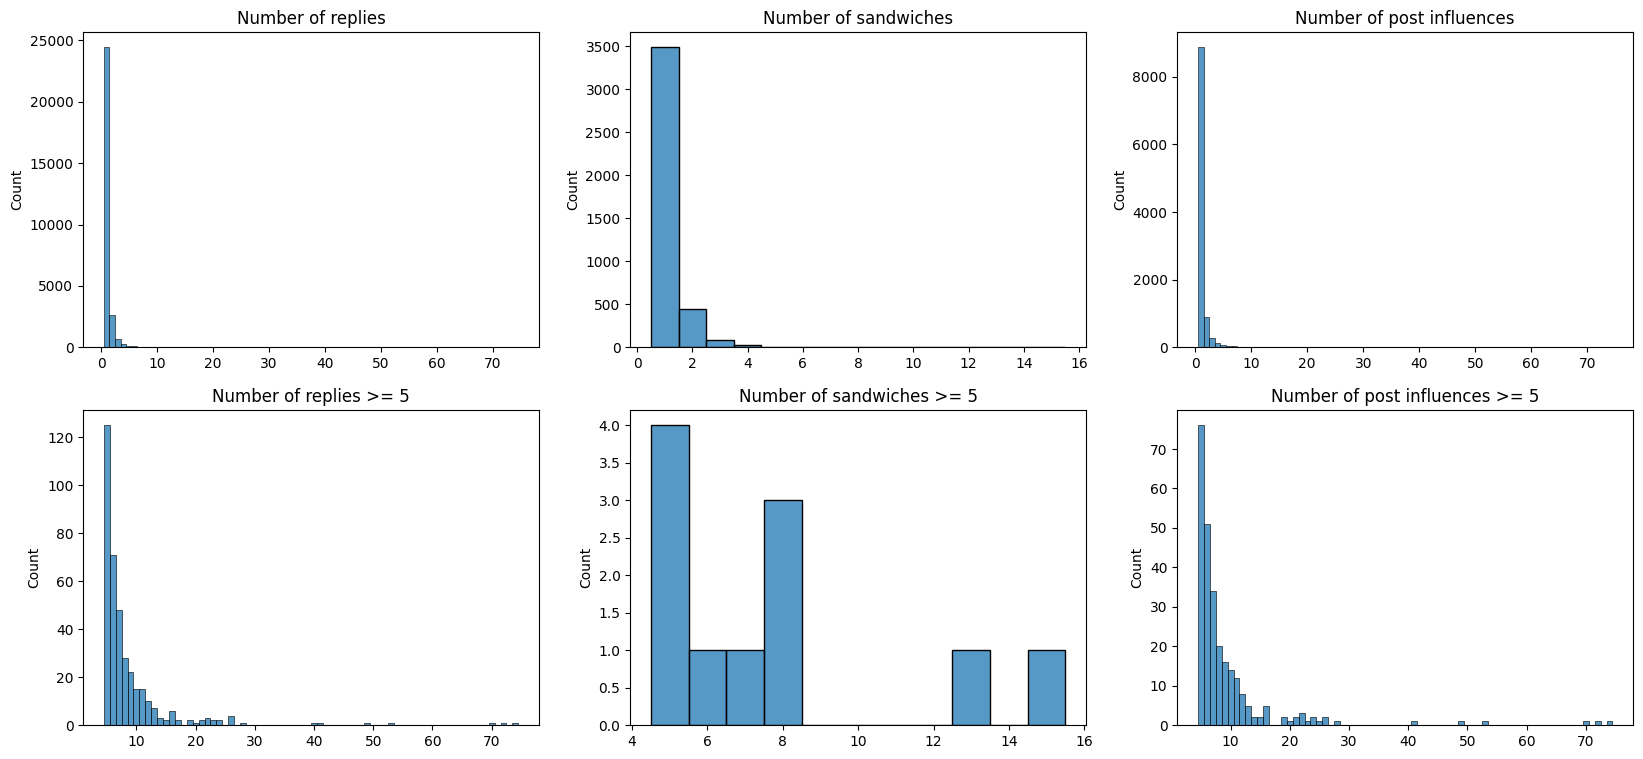 Number of replies
Count
25000
20000
15000
10000
5000
0
0 10 20 30 40 50 60 70
Number of sandwiches
Count
3500
3000
2500
2000
1500
1000
500
0
0 2 4 6 8 10 12 14 16
Number of post influences
Count
8000
6000
4000
2000
0
0 10 20 30 40 50 60 70
Number of replies >= 5
Count
120
100
80
60
40
20
0
10 20 30 40 50 60 70
Number of sandwiches >= 5
Count
4.0
3.5
3.0
2.5
2.0
1.5
1.0
0.5
0.0
4 6 8 10 12 14 16
Number of post influences >= 5
Count
70
60
50
40
30
20
10
0
10 20 30 40 50 60 70